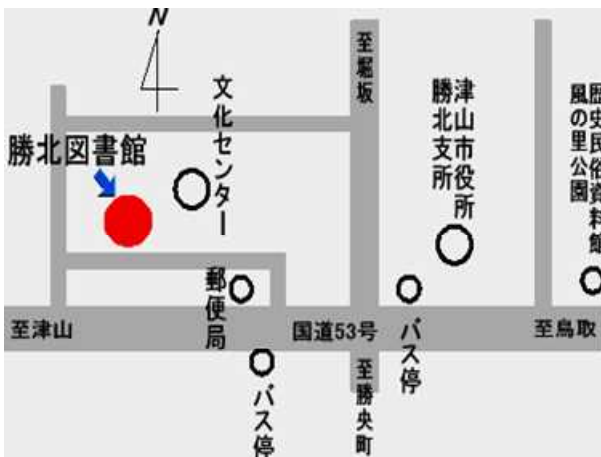 N
至堀坂
文化センター
津山市役所
勝北支所
歴史民俗資料館
風の里公園
勝北図書館
郵便局
至津山
国道53号
バス停
至鳥取
バス停
至勝央町